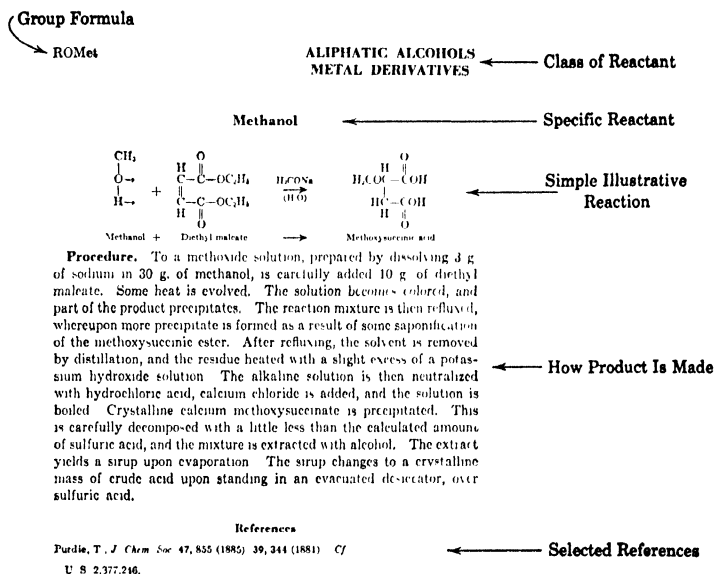 Group Formula
ROMet
ALIPHATIC ALCOHOLS
METAL DERIVATIVES
Class of Reactant
Methanol
Specific Reactant
CH₃ O
H
O→ C—C—OC₂H₅ H₃CONa H₃COC—COH
+ (H₂O)
H→ C—C—OC₂H₅ HC—COH
H H
O O
Simple Illustrative
Reaction
Methanol + Diethyl maleate → Methoxysuccinic acid
Procedure. To a methoxide solution, prepared by dissolving 3 g
of sodium in 30 g. of methanol, is carefully added 10 g of diethyl
maleate. Some heat is evolved. The solution becomes colored, and
part of the product precipitates. The reaction mixture is then refluxed,
whereupon more precipitate is formed as a result of some saponification
of the methoxysuccinic ester. After refluxing, the solvent is removed
by distillation, and the residue heated with a slight excess of a potas-
sium hydroxide solution The alkaline solution is then neutralized
with hydrochloric acid, calcium chloride is added, and the solution is
boiled Crystalline calcium methoxysuccinate is precipitated. This
is carefully decomposed with a little less than the calculated amount
of sulfuric acid, and the mixture is extracted with alcohol. The extract
yields a sirup upon evaporation The sirup changes to a crystalline
mass of crude acid upon standing in an evacuated desiccator, over
sulfuric acid.
How Product Is Made
References
Purdie, T, J Chem Soc 47, 855 (1885) 39, 344 (1881) Cf
U S 2,377,246.
Selected References